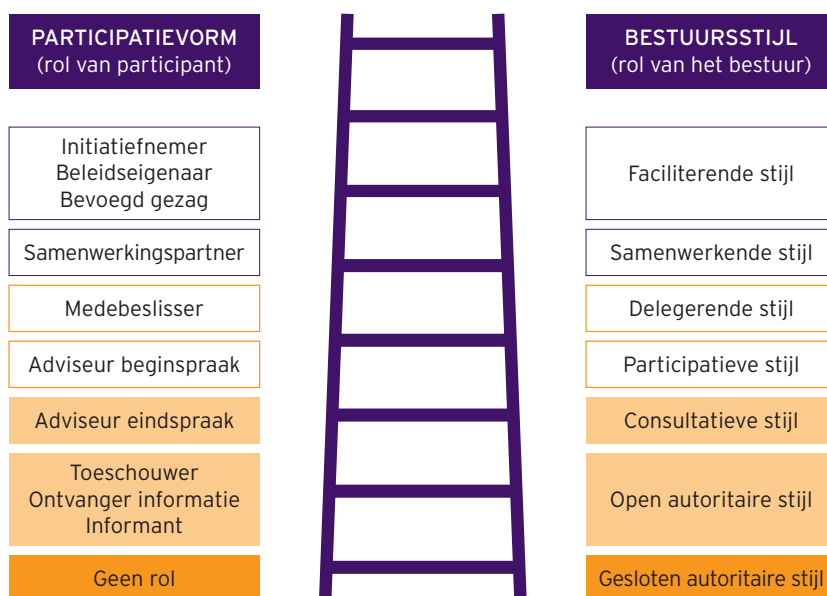 PARTICIPATIEVORM
(rol van participant)
Initiatiefnemer
Beleidseigenaar
Bevoegd gezag
Samenwerkingspartner
Medebeslisser
Adviseur beginspraak
Adviseur eindspraak
Toeschouwer
Ontvanger informatie
Informant
Geen rol
BESTUURSSTIJL
(rol van het bestuur)
Faciliterende stijl
Samenwerkende stijl
Delegerende stijl
Participatieve stijl
Consultatieve stijl
Open autoritaire stijl
Gesloten autoritaire stijl